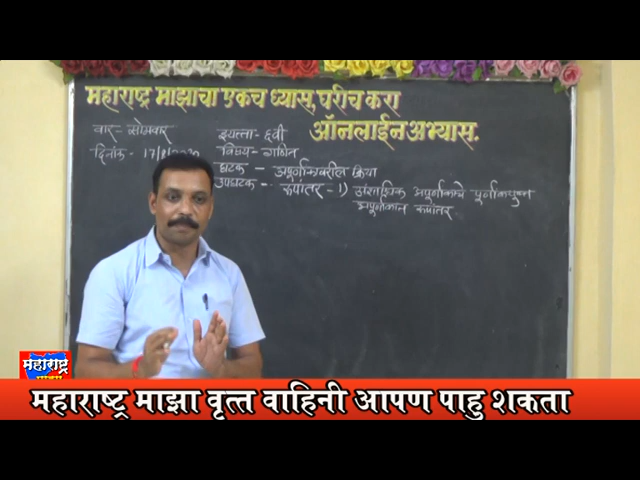 महाराष्ट्र माझाचा एकच ध्यास, घरीच करा
ऑनलाईन अभ्यास.
वार = सोमवार
दिनांक - 17/8/2020
इयत्ता - ६वी
विषय - गणित
घटक - अपूर्णांकावरील क्रिया
उपघटक - रूपांतर - 1) अंशाधिक अपूर्णांकाचे पूर्णांकयुक्त
अपूर्णांकात रूपांतर.
महाराष्ट्र
माझा
महाराष्ट्र माझा वृत्त वाहिनी आपण पाहु शकता